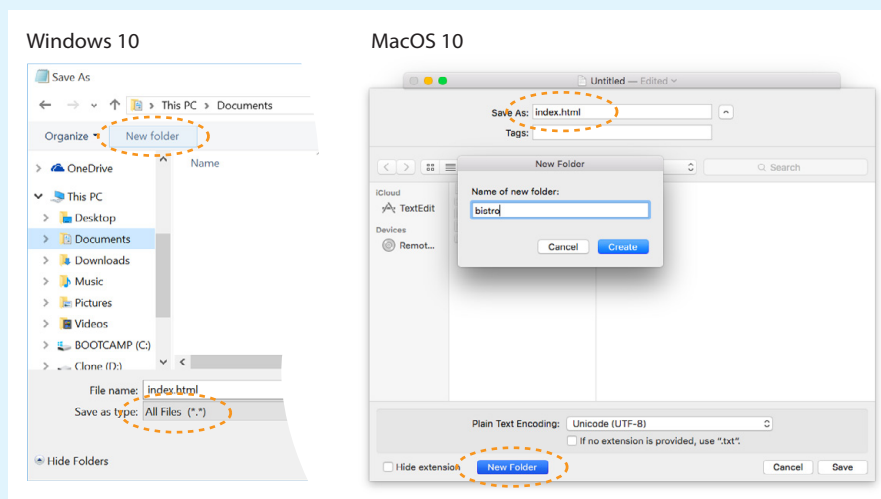 Windows 10
MacOS 10
Save As
This PC > Documents
Organize
New folder
Name
OneDrive
This PC
Desktop
Documents
Downloads
Music
Pictures
Videos
BOOTCAMP (C:)
Clone (D:)
File name: index.html
Save as type: All Files (*.*)
Hide Folders
Untitled — Edited
Save As: index.html
Tags:
Search
New Folder
Name of new folder:
bistro
Cancel Create
iCloud
TextEdit
Devices
Remot...
Plain Text Encoding: Unicode (UTF-8)
If no extension is provided, use ".txt".
Hide extension New Folder Cancel Save